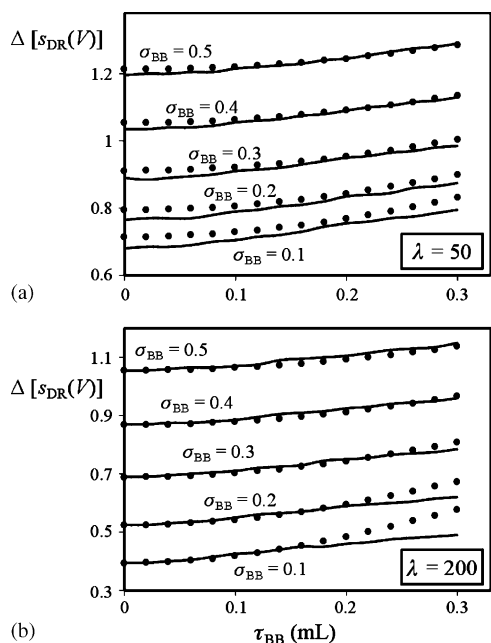 Δ [s_DR(V)]
σ_BB = 0.5
1.2
σ_BB = 0.4
1
σ_BB = 0.3
σ_BB = 0.2
0.8
σ_BB = 0.1
λ = 50
0.6
(a)
0 0.1 0.2 0.3
σ_BB = 0.5
1.1
Δ [s_DR(V)]
σ_BB = 0.4
0.9
σ_BB = 0.3
0.7
σ_BB = 0.2
0.5
σ_BB = 0.1
λ = 200
0.3
0 0.1 0.2 0.3
(b)
τ_BB (mL)